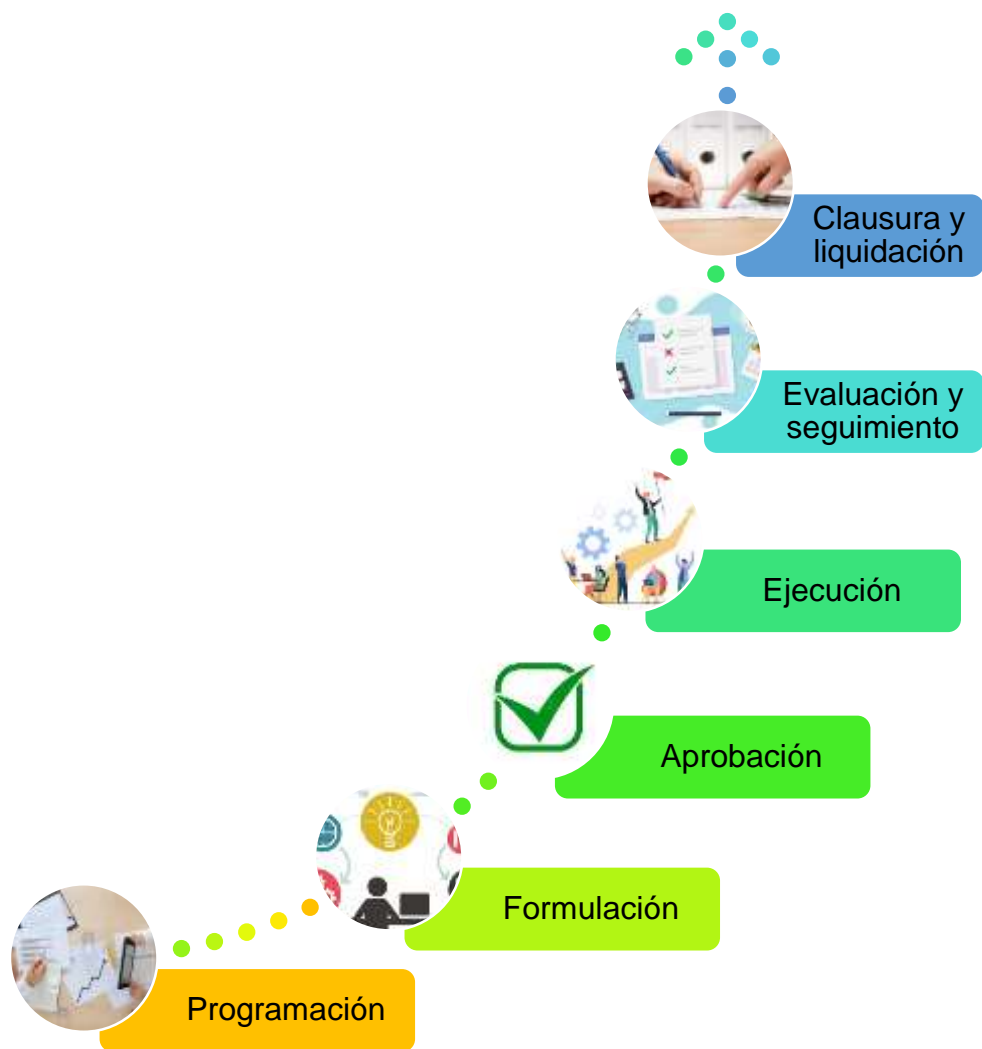 Clausura y
liquidación
Evaluación y
seguimiento
Ejecución
Aprobación
Formulación
Programación